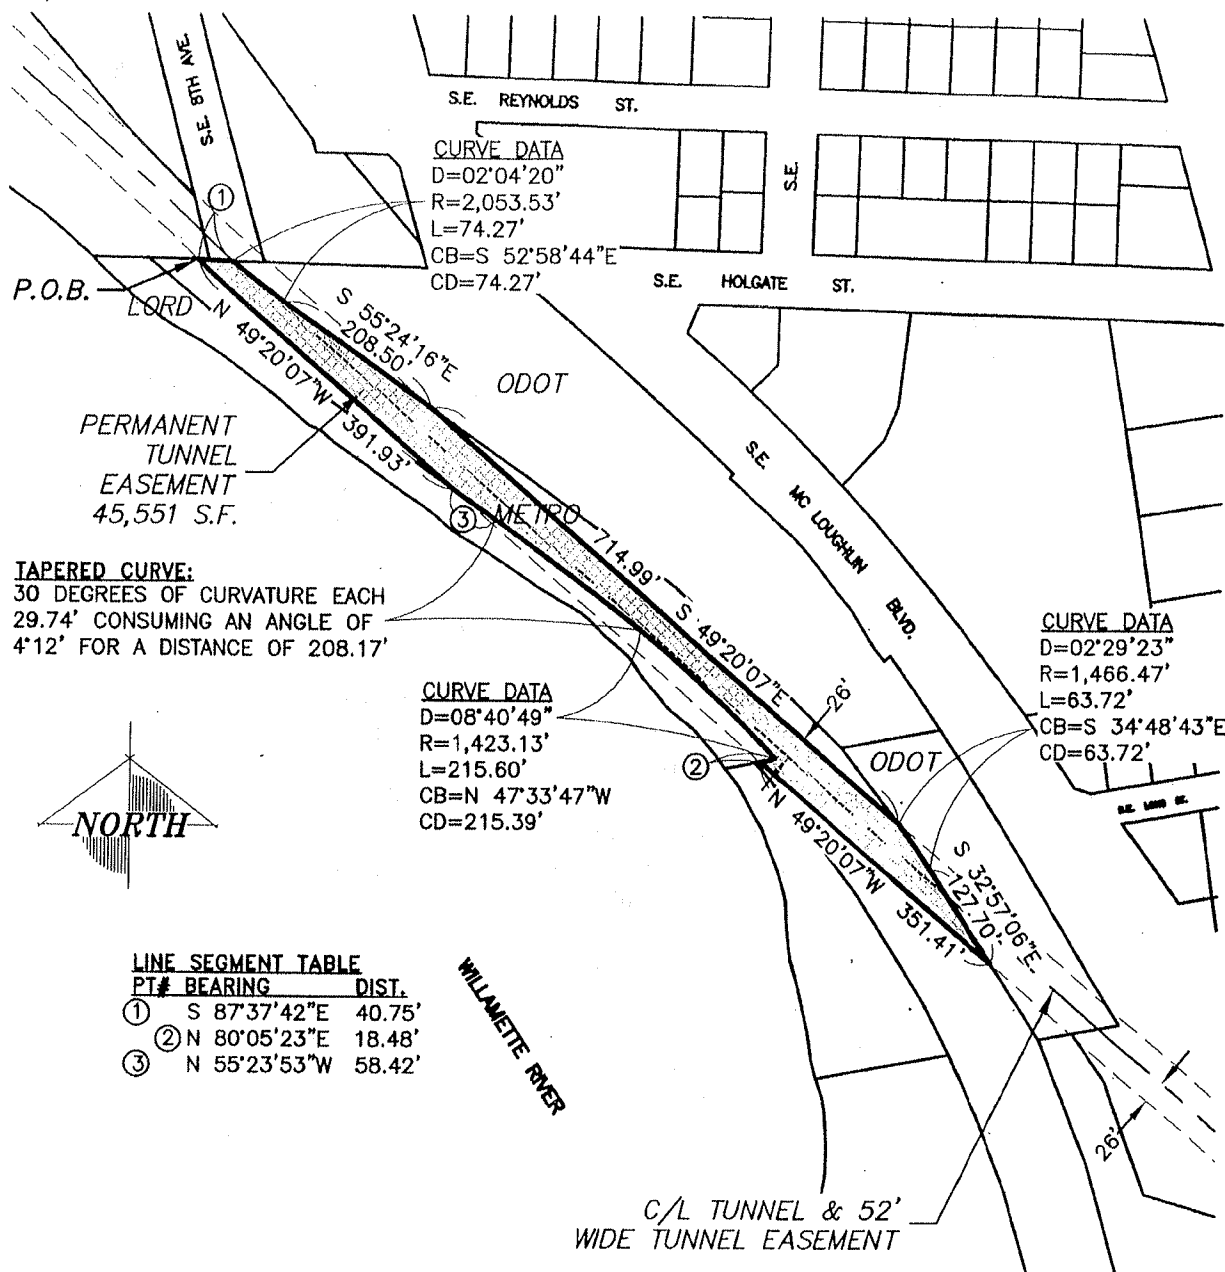 S.E. 8TH AVE.
S.E. REYNOLDS ST.
S.E.
CURVE DATA
D=02°04'20"
R=2,053.53'
L=74.27'
CB=S 52°58'44"E
CD=74.27'
1
S.E. HOLGATE ST.
P.O.B.
LORD
N 49°20'07"W 391.93'
S 55°24'16"E
208.50'
ODOT
PERMANENT
TUNNEL
EASEMENT
45,551 S.F.
S.E. MC LOUGHLIN BLVD.
3
METRO
714.99' S 49°20'07"E
TAPERED CURVE:
30 DEGREES OF CURVATURE EACH
29.74' CONSUMING AN ANGLE OF
4°12' FOR A DISTANCE OF 208.17'
CURVE DATA
D=02°29'23"
R=1,466.47'
L=63.72'
CB=S 34°48'43"E
CD=63.72'
CURVE DATA
D=08°40'49"
R=1,423.13'
L=215.60'
CB=N 47°33'47"W
CD=215.39'
26'
2
ODOT
S.E. LONG ST.
NORTH
N 49°20'07"W 351.41'
S 32°57'06"E
127.70'
LINE SEGMENT TABLE
PT# BEARING DIST.
1 S 87°37'42"E 40.75'
2 N 80°05'23"E 18.48'
3 N 55°23'53"W 58.42'
WILLAMETTE RIVER
26'
C/L TUNNEL & 52'
WIDE TUNNEL EASEMENT